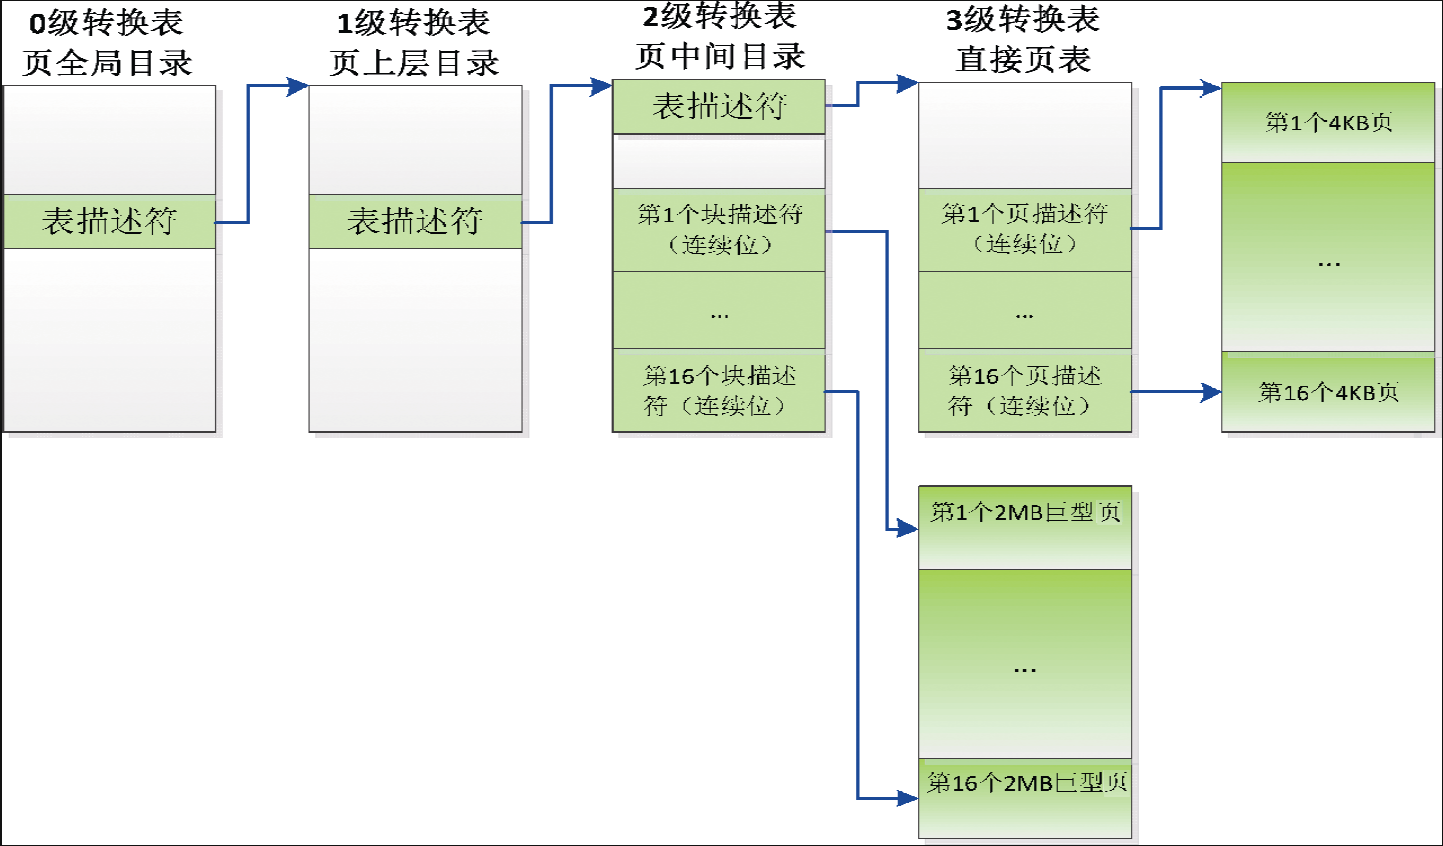 0级转换表
页全局目录
表描述符
1级转换表
页上层目录
表描述符
2级转换表
页中间目录
表描述符
第1个块描述符
（连续位）
...
第16个块描述
符（连续位）
3级转换表
直接页表
第1个页描述符
（连续位）
...
第16个页描述
符（连续位）
第1个4KB页
...
第16个4KB页
第1个2MB巨型页
...
第16个2MB巨型页